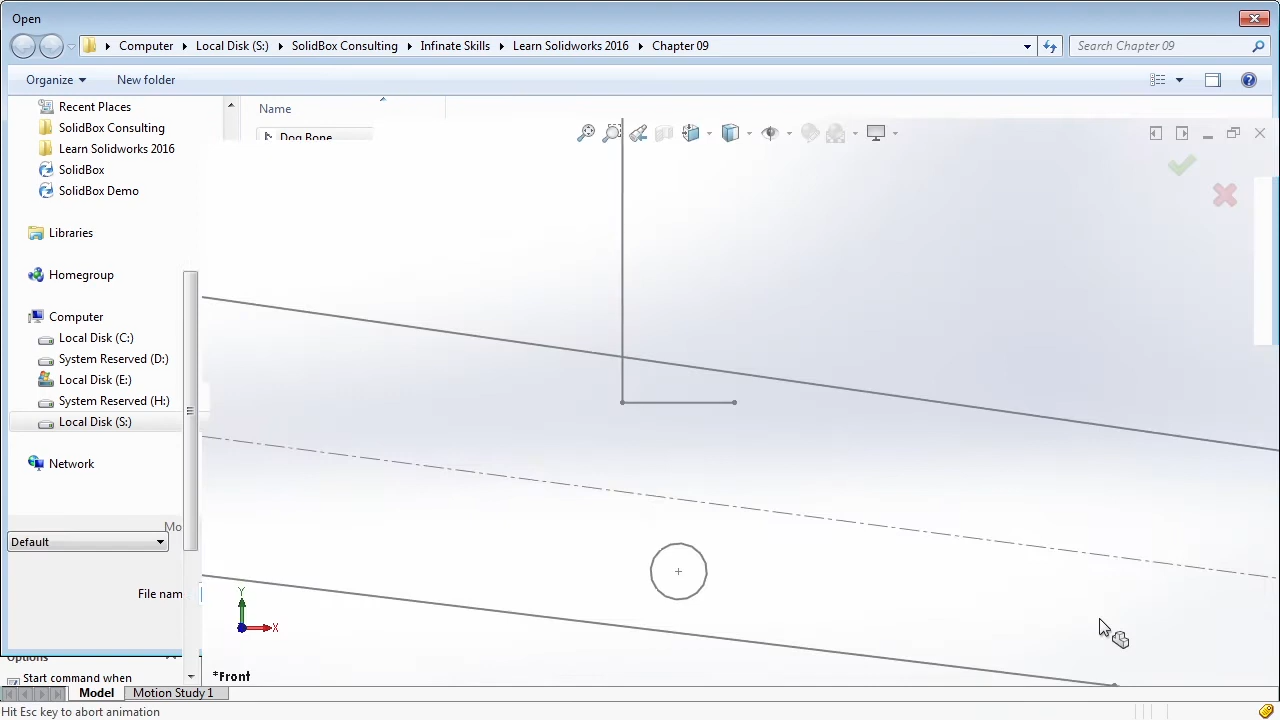 Open
Computer Local Disk (S:) SolidBox Consulting Infinate Skills Learn Solidworks 2016 Chapter 09 Search Chapter 09
Organize New folder
Recent Places
SolidBox Consulting
Learn Solidworks 2016
SolidBox
SolidBox Demo
Libraries
Homegroup
Computer
Local Disk (C:)
System Reserved (D:)
Local Disk (E:)
System Reserved (H:)
Local Disk (S:)
Network
Name
Dog Bone
Mo
Default
File nam
Y
X
*Front
Options
Start command when
Model Motion Study 1
Hit Esc key to abort animation